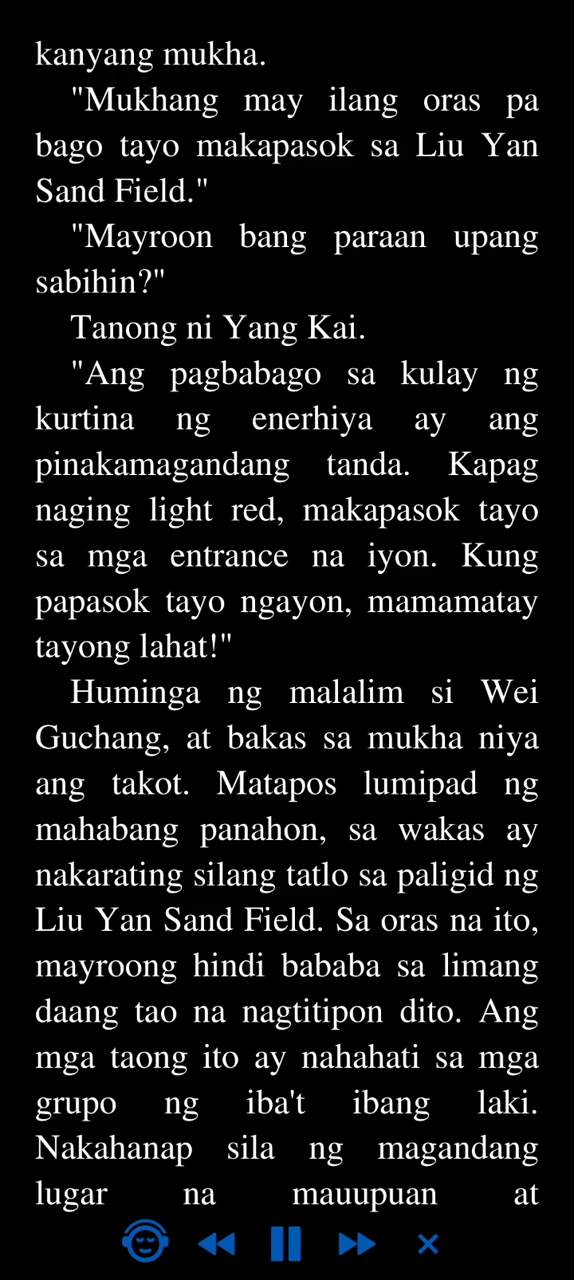 kanyang mukha.
"Mukhang may ilang oras pa
bago tayo makapasok sa Liu Yan
Sand Field."
"Mayroon bang paraan upang
sabihin?"
Tanong ni Yang Kai.
"Ang pagbabago sa kulay ng
kurtina ng enerhiya ay ang
pinakamagandang tanda. Kapag
naging light red, makapasok tayo
sa mga entrance na iyon. Kung
papasok tayo ngayon, mamamatay
tayong lahat!"
Huminga ng malalim si Wei
Guchang, at bakas sa mukha niya
ang takot. Matapos lumipad ng
mahabang panahon, sa wakas ay
nakarating silang tatlo sa paligid ng
Liu Yan Sand Field. Sa oras na ito,
mayroong hindi bababa sa limang
daang tao na nagtitipon dito. Ang
mga taong ito ay nahahati sa mga
grupo ng iba't ibang laki.
Nakahanap sila ng magandang
lugar na mauupuan at